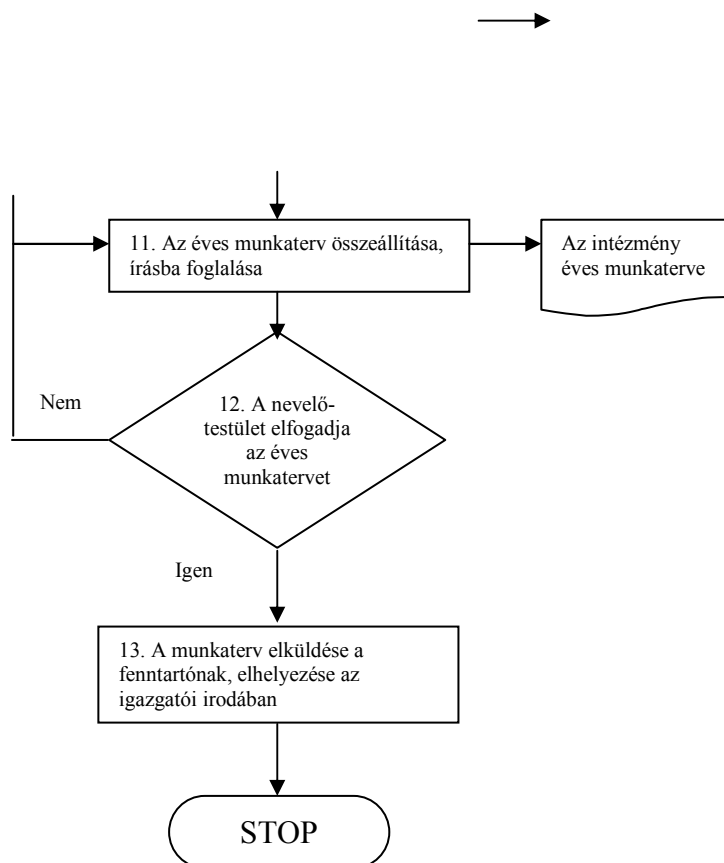 11. Az éves munkaterv összeállítása,
írásba foglalása
Az intézmény
éves munkaterve
Nem
12. A nevelő-
testület elfogadja
az éves
munkatervet
Igen
13. A munkaterv elküldése a
fenntartónak, elhelyezése az
igazgatói irodában
STOP